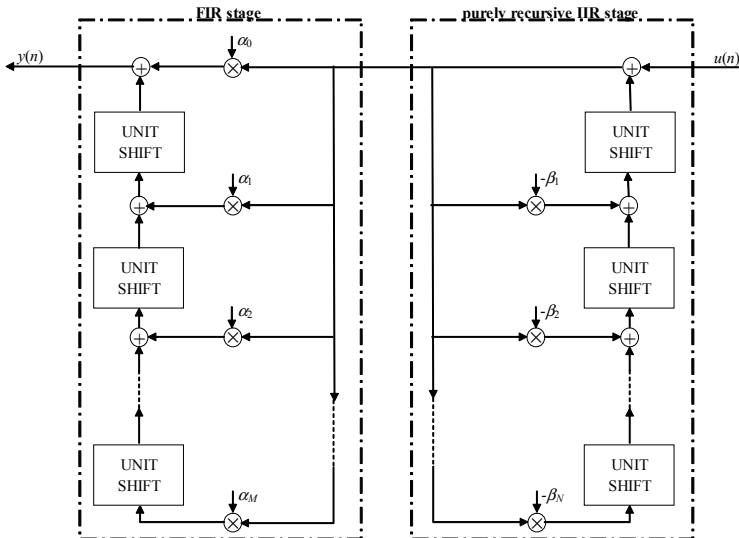 FIR stage
purely recursive IIR stage
y(n)
α0
u(n)
UNIT
SHIFT
UNIT
SHIFT
α1
-β1
UNIT
SHIFT
UNIT
SHIFT
α2
-β2
UNIT
SHIFT
UNIT
SHIFT
αM
-βN